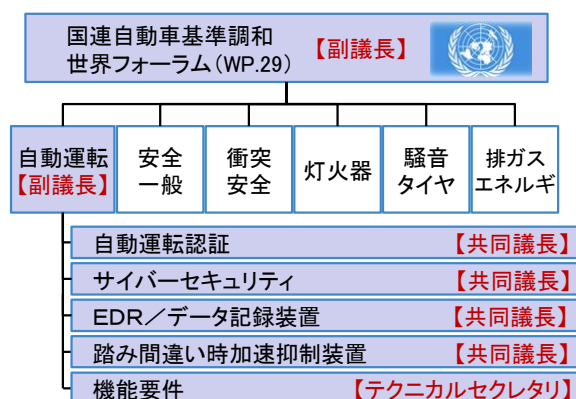 国連自動車基準調和
世界フォーラム(WP.29)
【副議長】
自動運転
【副議長】
安全
一般
衝突
安全
灯火器
騒音
タイヤ
排ガス
エネルギ
自動運転認証 【共同議長】
サイバーセキュリティ 【共同議長】
EDR／データ記録装置 【共同議長】
踏み間違い時加速抑制装置 【共同議長】
機能要件 【テクニカルセクレタリ】